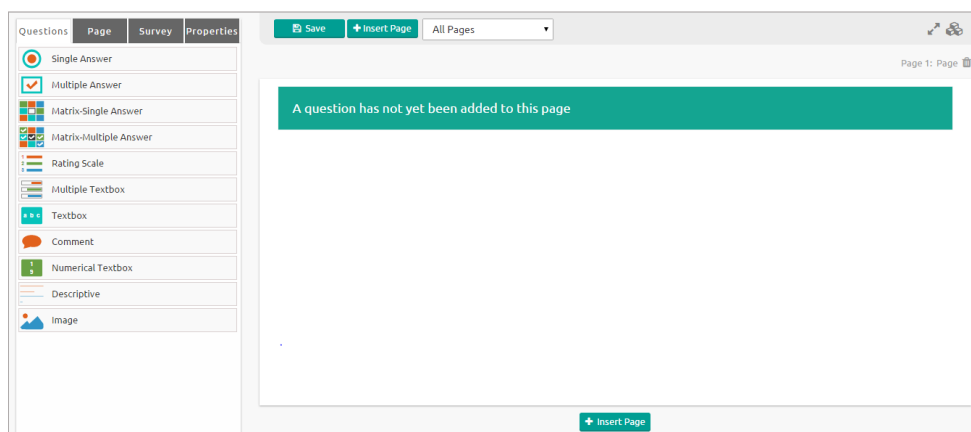 Questions Page Survey Properties
Save Insert Page All Pages
Page 1: Page
Single Answer
Multiple Answer
Matrix-Single Answer
Matrix-Multiple Answer
Rating Scale
Multiple Textbox
a b c Textbox
Comment
Numerical Textbox
Descriptive
Image
A question has not yet been added to this page
Insert Page